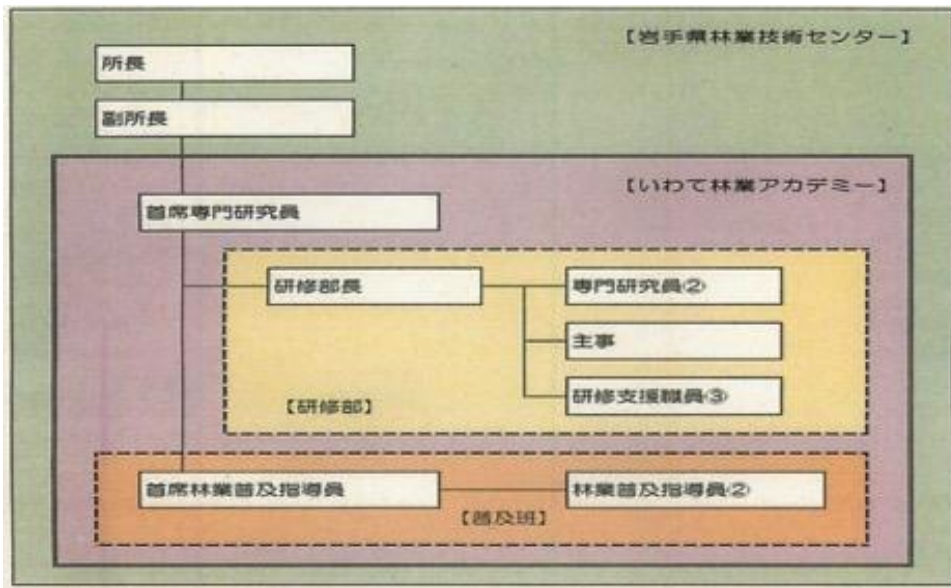 【岩手県林業技術センター】
所長
副所長
【いわて林業アカデミー】
首席専門研究員
研修部長
専門研究員②
主事
研修支援職員③
【研修部】
首席林業普及指導員
林業普及指導員②
【普及班】